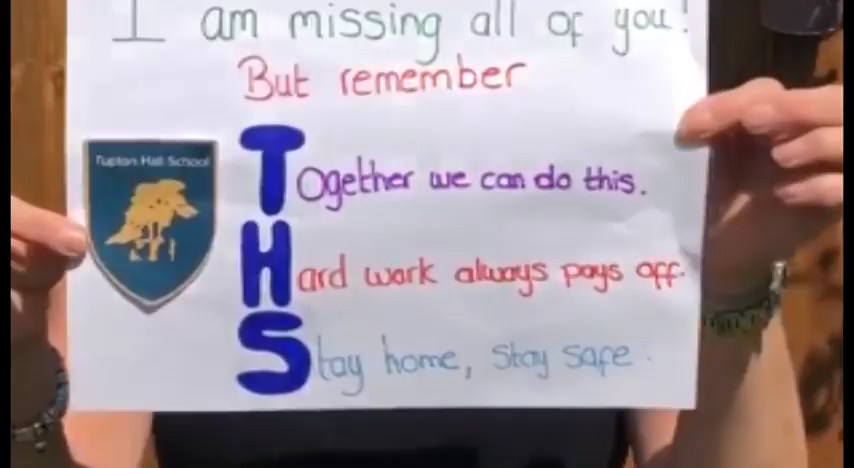 I am missing all of you!
But remember
Tupton Hall School
Together we can do this.
Hard work always pays off.
Stay home, stay safe.